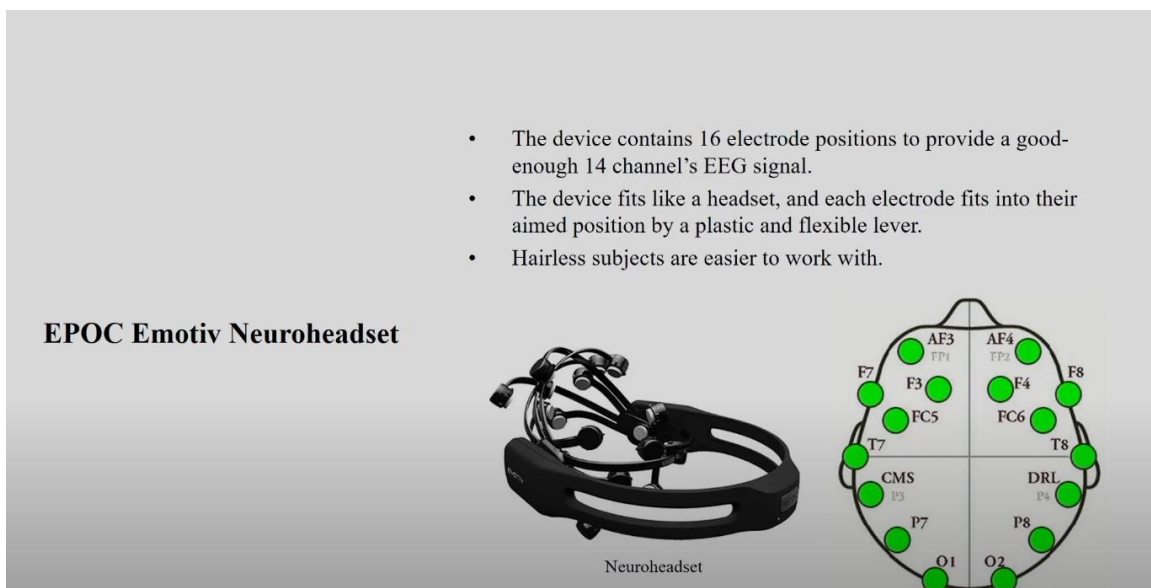 • The device contains 16 electrode positions to provide a good-
enough 14 channel's EEG signal.
• The device fits like a headset, and each electrode fits into their
aimed position by a plastic and flexible lever.
• Hairless subjects are easier to work with.
EPOC Emotiv Neuroheadset
EMOTIV
Neuroheadset
AF3 AF4
FP1 FP2
F7 F3 F4 F8
FC5 FC6
T7 T8
CMS DRL
P3 P4
P7 P8
O1 O2